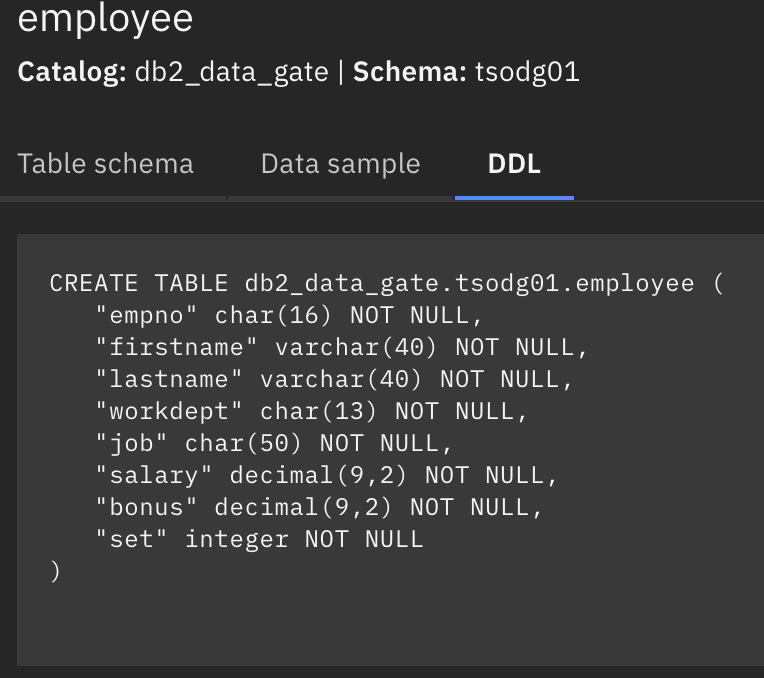 employee
Catalog: db2_data_gate | Schema: tsodg01
Table schema Data sample DDL
CREATE TABLE db2_data_gate.tsodg01.employee (
"empno" char(16) NOT NULL,
"firstname" varchar(40) NOT NULL,
"lastname" varchar(40) NOT NULL,
"workdept" char(13) NOT NULL,
"job" char(50) NOT NULL,
"salary" decimal(9,2) NOT NULL,
"bonus" decimal(9,2) NOT NULL,
"set" integer NOT NULL
)